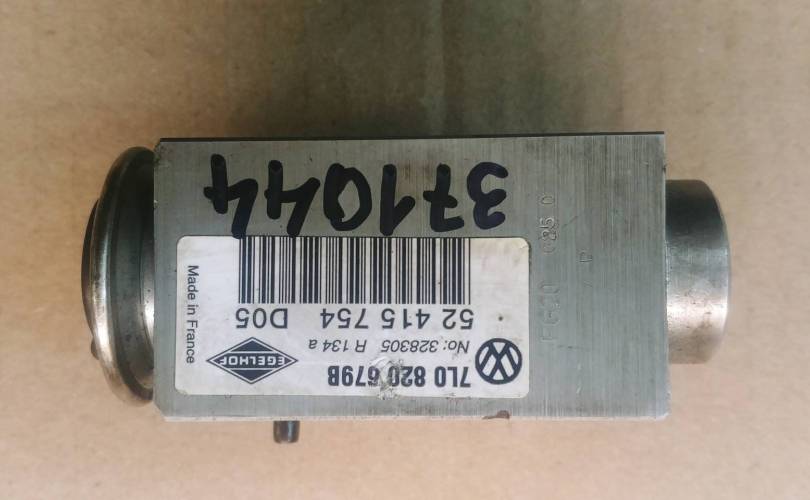 371044
7L0 820 679B
No: 328305 R 134 a
EGELHOF
52 415 754 D05
Made in France